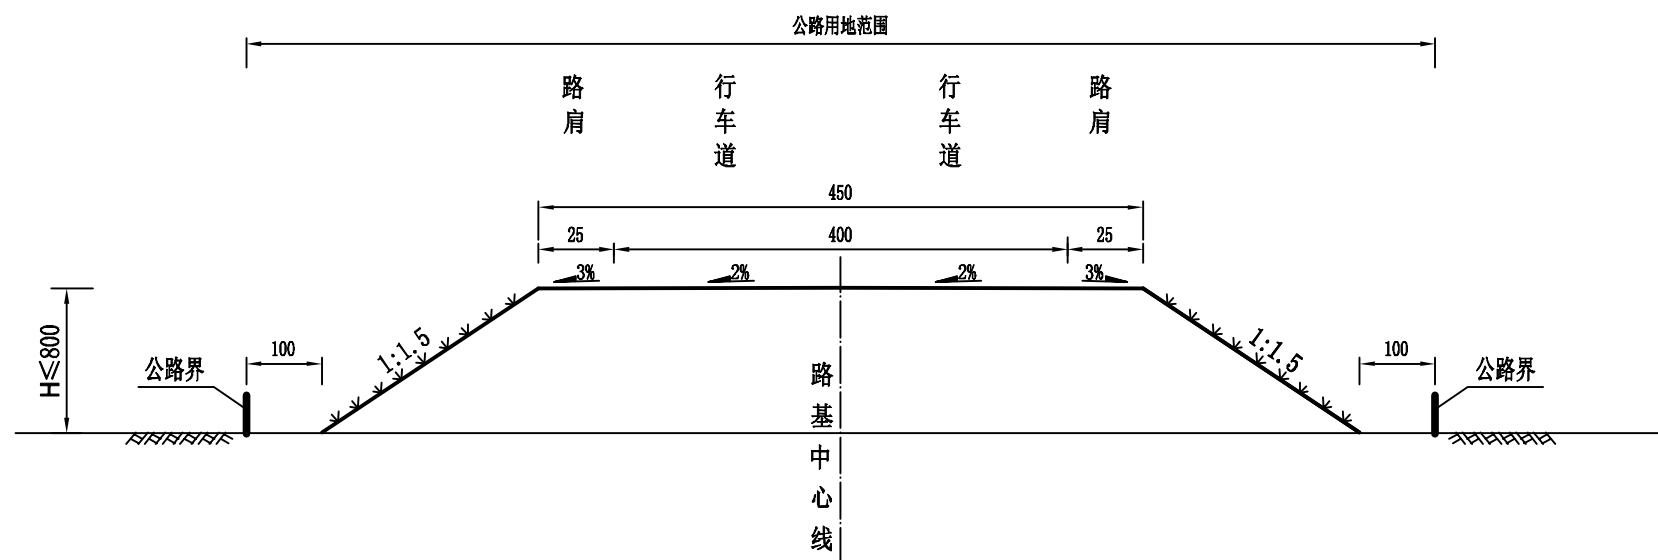 公路用地范围
路肩
行车道
行车道
路肩
450
25
400
25
3%
2%
2%
3%
H≤800
公路界
100
1:1.5
1:1.5
100
公路界
路基中心线